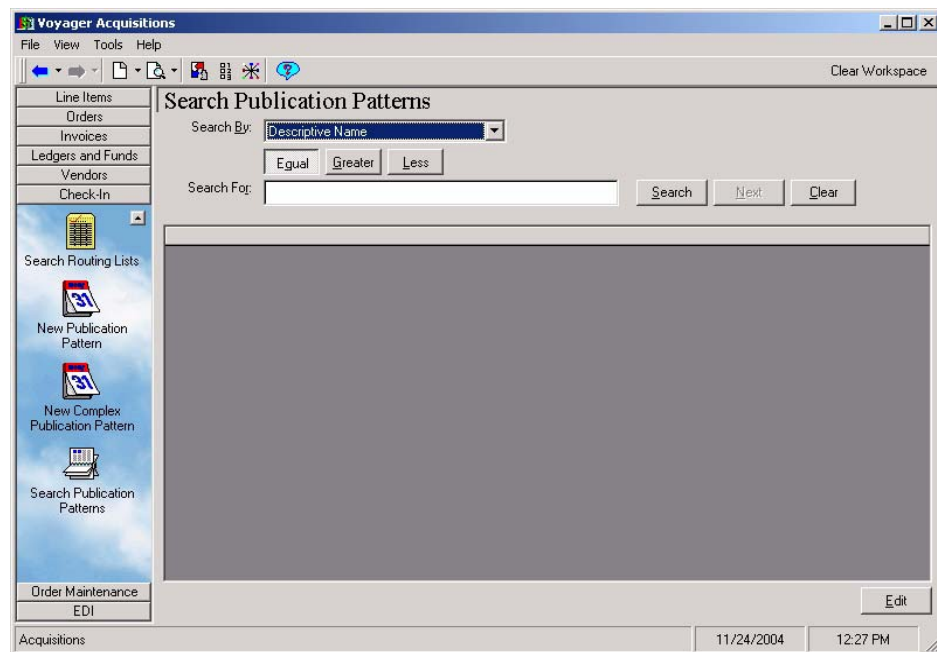 Voyager Acquisitions
File View Tools Help
Clear Workspace
Line Items
Orders
Invoices
Ledgers and Funds
Vendors
Check-In
Search Routing Lists
31
New Publication
Pattern
31
New Complex
Publication Pattern
Search Publication
Patterns
Order Maintenance
EDI
Search Publication Patterns
Search By: Descriptive Name
Equal Greater Less
Search For: Search Next Clear
Edit
Acquisitions 11/24/2004 12:27 PM